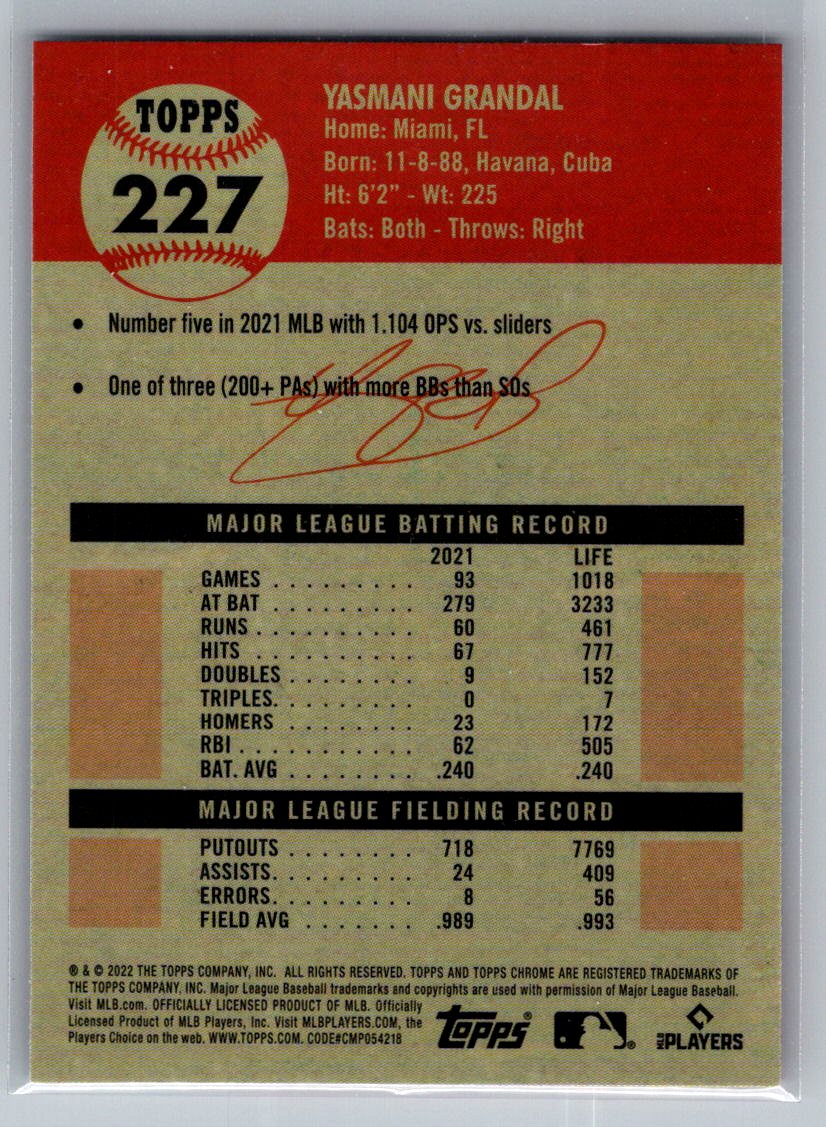 TOPPS
227
YASMANI GRANDAL
Home: Miami, FL
Born: 11-8-88, Havana, Cuba
Ht: 6'2" - Wt: 225
Bats: Both - Throws: Right
• Number five in 2021 MLB with 1.104 OPS vs. sliders
• One of three (200+ PAs) with more BBs than SOs
MAJOR LEAGUE BATTING RECORD
2021 LIFE
GAMES . . . . . . . . . 93 1018
AT BAT . . . . . . . . . 279 3233
RUNS . . . . . . . . . . 60 461
HITS . . . . . . . . . . 67 777
DOUBLES . . . . . . . . 9 152
TRIPLES. . . . . . . . . 0 7
HOMERS . . . . . . . . 23 172
RBI . . . . . . . . . . . 62 505
BAT. AVG . . . . . . . . .240 .240
MAJOR LEAGUE FIELDING RECORD
PUTOUTS . . . . . . . . 718 7769
ASSISTS. . . . . . . . . 24 409
ERRORS. . . . . . . . . 8 56
FIELD AVG . . . . . . . .989 .993
® & © 2022 THE TOPPS COMPANY, INC. ALL RIGHTS RESERVED. TOPPS AND TOPPS CHROME ARE REGISTERED TRADEMARKS OF
THE TOPPS COMPANY, INC. Major League Baseball trademarks and copyrights are used with permission of Major League Baseball.
Visit MLB.com. OFFICIALLY LICENSED PRODUCT OF MLB. Officially
Licensed Product of MLB Players, Inc. Visit MLBPLAYERS.COM, the
Players Choice on the web. WWW.TOPPS.COM. CODE#CMP054218
topps® ® MLB PLAYERS